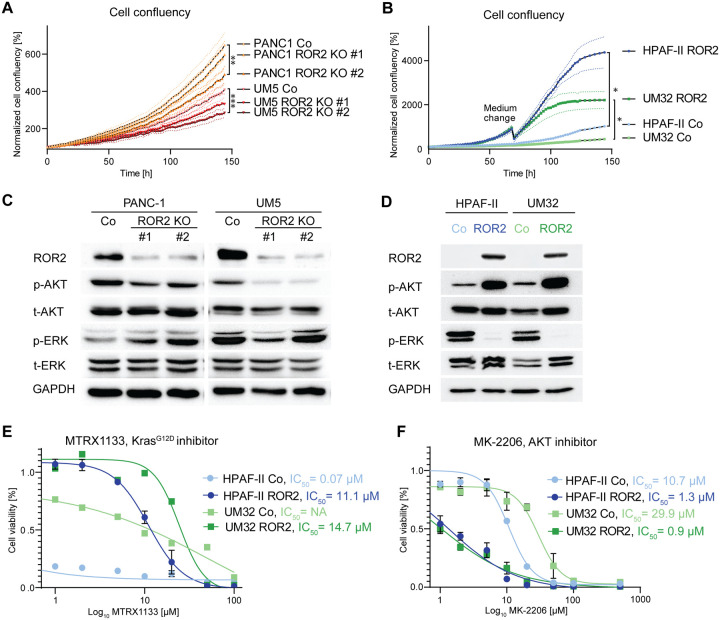 A
Cell confluency
Normalized cell confluency [%]
600
400
200
0
50
100
150
Time [h]
PANC1 Co
PANC1 ROR2 KO #1
PANC1 ROR2 KO #2
UM5 Co
UM5 ROR2 KO #1
UM5 ROR2 KO #2
**
***
B
Cell confluency
Normalized cell confluency [%]
4000
2000
0
0
50
100
150
Time [h]
Medium
change
HPAF-II ROR2
UM32 ROR2
HPAF-II Co
UM32 Co
*
*
C
PANC-1
UM5
Co
ROR2 KO
Co
ROR2 KO
#1
#2
#1
#2
ROR2
p-AKT
t-AKT
p-ERK
t-ERK
GAPDH
D
HPAF-II
UM32
Co
ROR2
Co
ROR2
ROR2
p-AKT
t-AKT
p-ERK
t-ERK
GAPDH
E
MTRX1133, Kras^G12D inhibitor
Cell viability [%]
1.0
0.5
0.0
1
10
100
Log₁₀ MTRX1133 [µM]
HPAF-II Co, IC₅₀= 0.07 µM
HPAF-II ROR2, IC₅₀= 11.1 µM
UM32 Co, IC₅₀= NA
UM32 ROR2, IC₅₀= 14.7 µM
F
MK-2206, AKT inhibitor
Cell viability [%]
1.0
0.5
0.0
1
10
100
1000
Log₁₀ MK-2206 [µM]
HPAF-II Co, IC₅₀= 10.7 µM
HPAF-II ROR2, IC₅₀= 1.3 µM
UM32 Co, IC₅₀= 29.9 µM
UM32 ROR2, IC₅₀= 0.9 µM